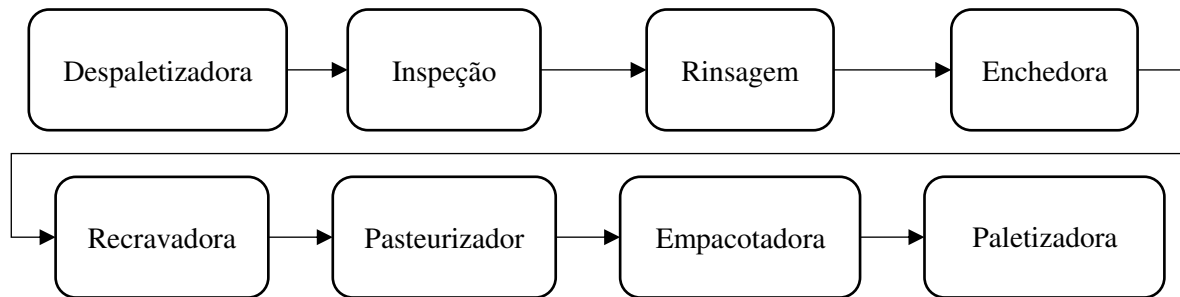 Despaletizadora
Inspeção
Rinsagem
Enchedora
Recravadora
Pasteurizador
Empacotadora
Paletizadora